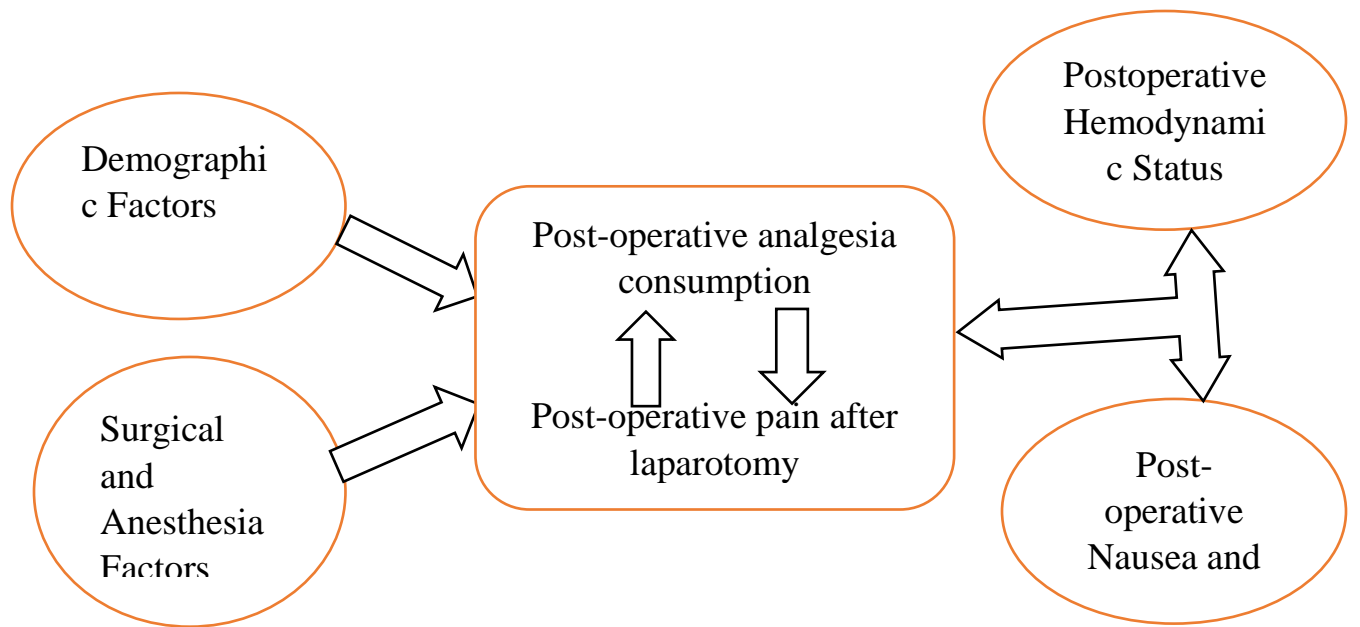 Demographi
c Factors
Surgical
and
Anesthesia
Factors
Post-operative analgesia
consumption
Post-operative pain after
laparotomy
Postoperative
Hemodynami
c Status
Post-
operative
Nausea and